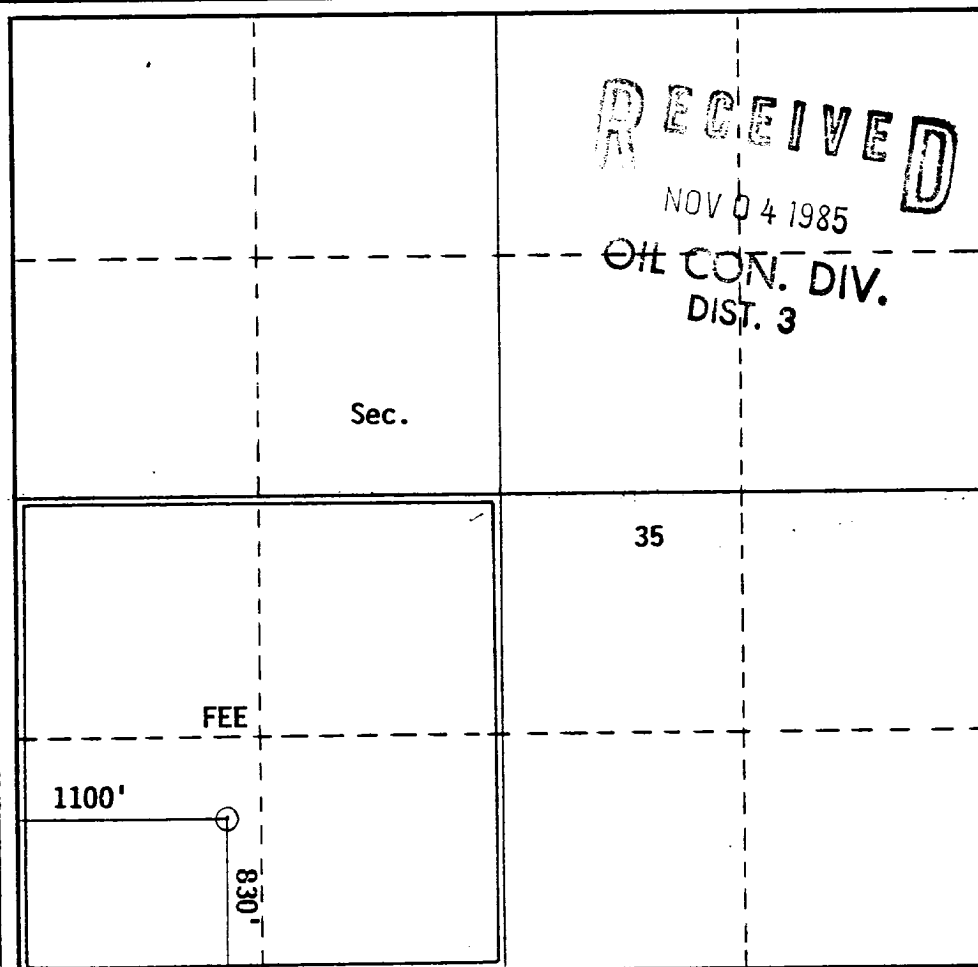 RECEIVED
NOV 04 1985
OIL CON. DIV.
DIST. 3
Sec.
35
FEE
1100'
830'